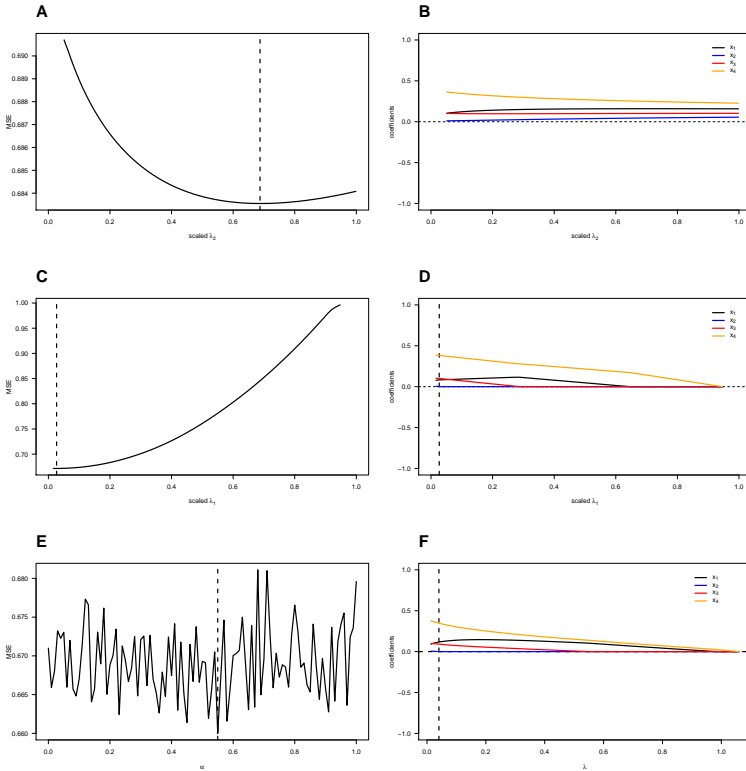 A
MSE
0.690
0.689
0.688
0.687
0.686
0.685
0.684
0.0 0.2 0.4 0.6 0.8 1.0
scaled λ₂
B
coefficients
1.0
0.5
0.0
−0.5
−1.0
x₁
x₂
x₃
x₄
0.0 0.2 0.4 0.6 0.8 1.0
scaled λ₂
C
MSE
1.00
0.95
0.90
0.85
0.80
0.75
0.70
0.0 0.2 0.4 0.6 0.8 1.0
scaled λ₁
D
coefficients
1.0
0.5
0.0
−0.5
−1.0
x₁
x₂
x₃
x₄
0.0 0.2 0.4 0.6 0.8 1.0
scaled λ₁
E
MSE
0.680
0.675
0.670
0.665
0.660
0.0 0.2 0.4 0.6 0.8 1.0
α
F
coefficients
1.0
0.5
0.0
−0.5
−1.0
x₁
x₂
x₃
x₄
0.0 0.2 0.4 0.6 0.8 1.0
λ